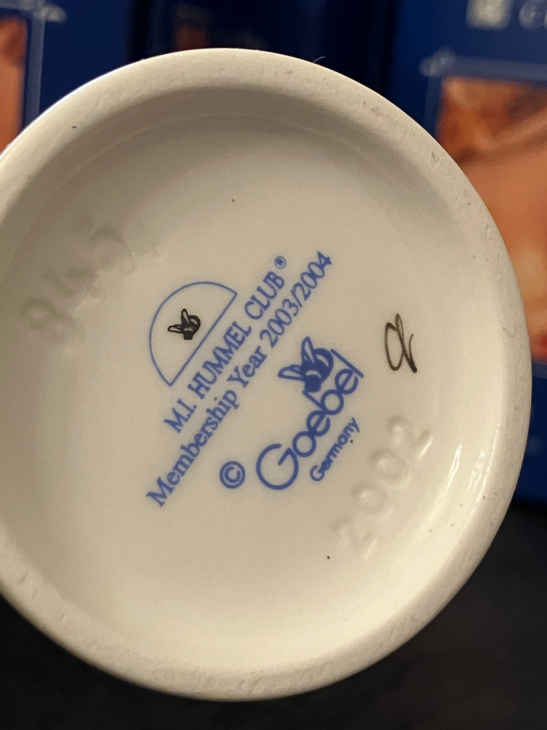 M.I. HUMMEL CLUB®
Membership Year 2003/2004
© Goebel
Germany
2002